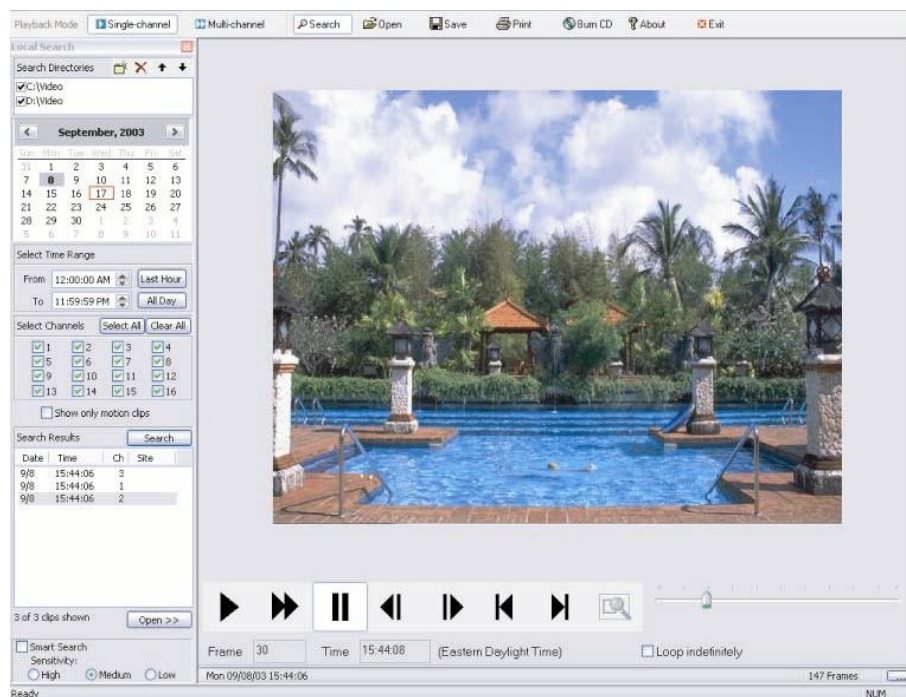 Playback Mode Single-channel Multi-channel Search Open Save Print Burn CD About Exit
Local Search
Search Directories
C:\Video
D:\Video
September, 2003
Sun Mon Tue Wed Thu Fri Sat
31 1 2 3 4 5 6
7 8 9 10 11 12 13
14 15 16 17 18 19 20
21 22 23 24 25 26 27
28 29 30 1 2 3 4
5 6 7 8 9 10 11
Select Time Range
From 12:00:00 AM Last Hour
To 11:59:59 PM All Day
Select Channels Select All Clear All
1 2 3 4
5 6 7 8
9 10 11 12
13 14 15 16
Show only motion clips
Search Results Search
Date Time Ch Site
9/8 15:44:06 3
9/8 15:44:06 1
9/8 15:44:06 2
3 of 3 clips shown Open >>
Smart Search
Sensitivity:
High Medium Low
Frame 30 Time 15:44:08 (Eastern Daylight Time) Loop indefinitely
Mon 09/08/03 15:44:06 147 Frames ...
Ready NUM